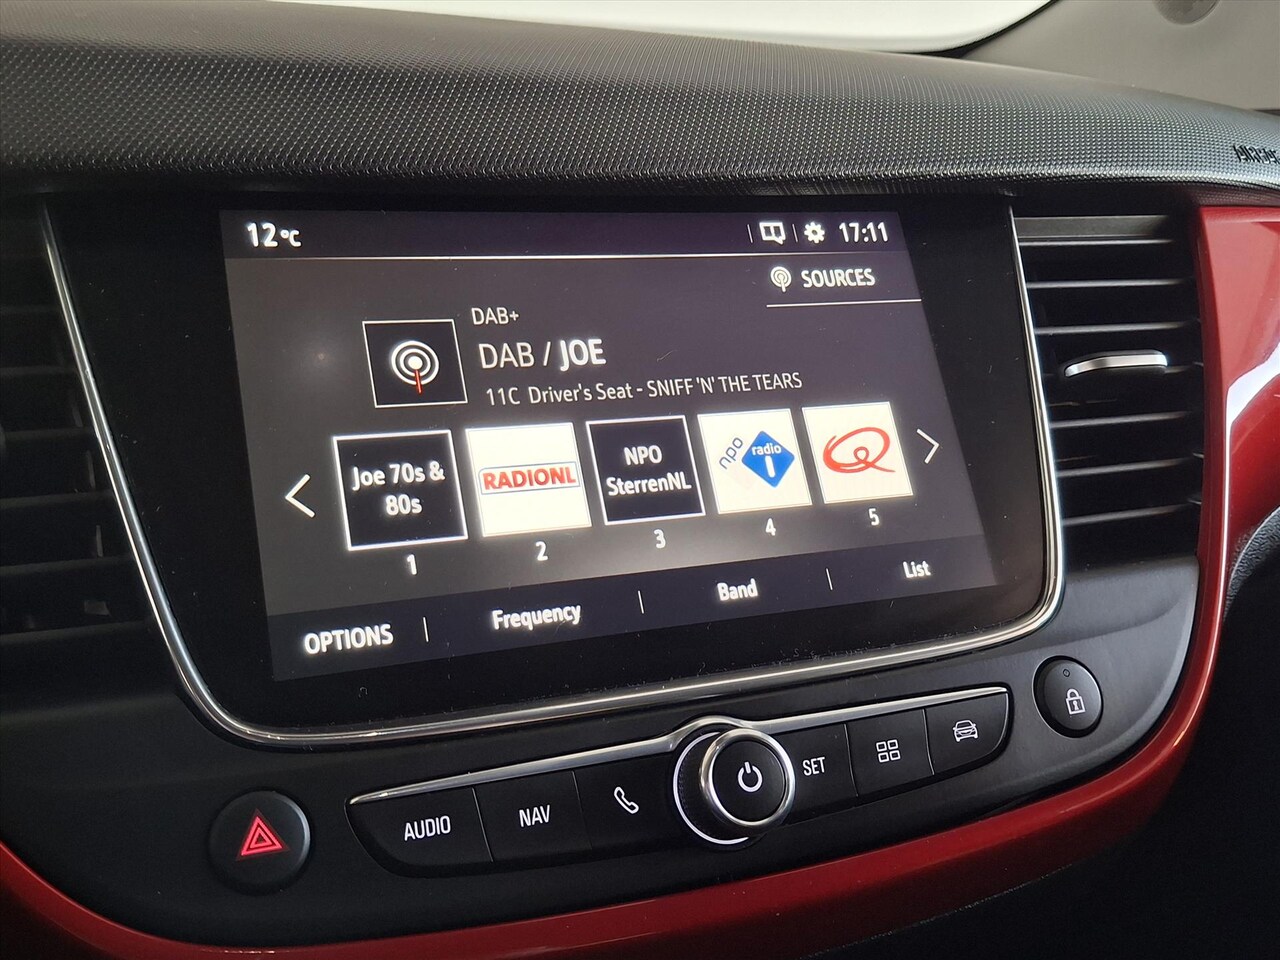 12°C
17:11
SOURCES
DAB+
DAB / JOE
11C Driver's Seat - SNIFF 'N' THE TEARS
Joe 70s &
80s
RADIONL
NPO
SterrenNL
npo
radio
1
2
3
4
5
OPTIONS
Frequency
Band
List
AUDIO
NAV
SET